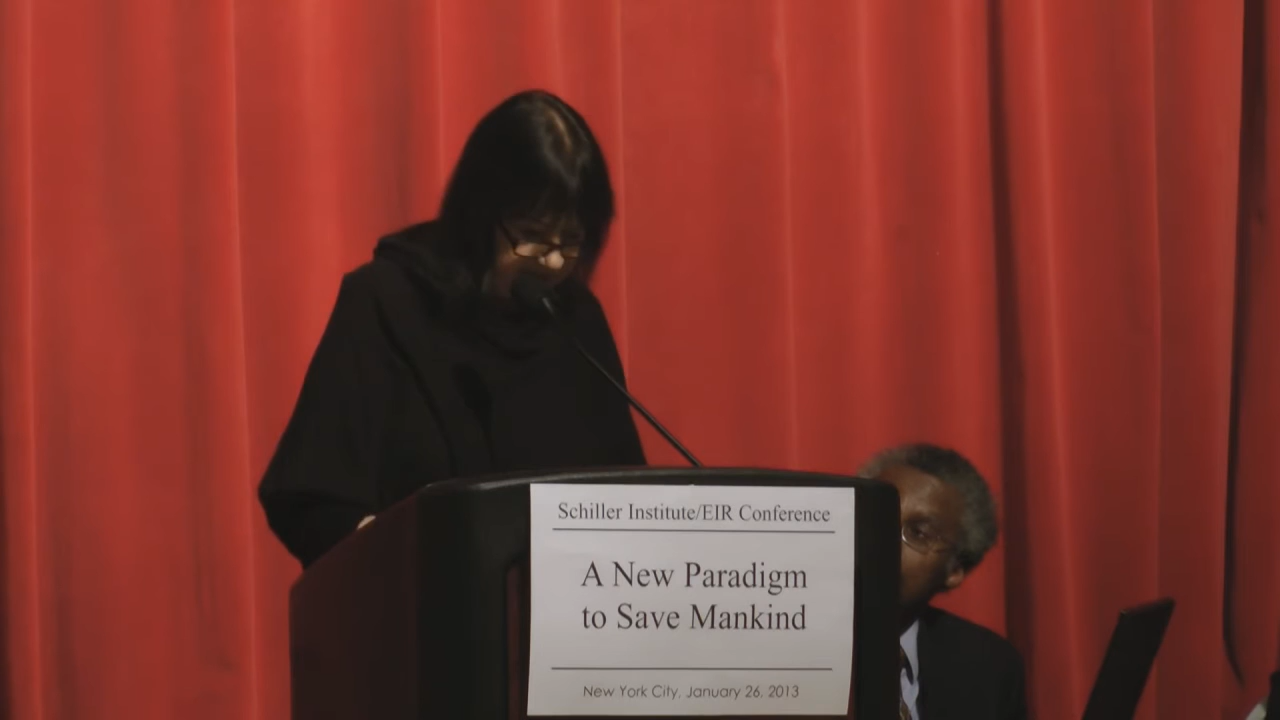 Schiller Institute/EIR Conference
A New Paradigm
to Save Mankind
New York City, January 26, 2013